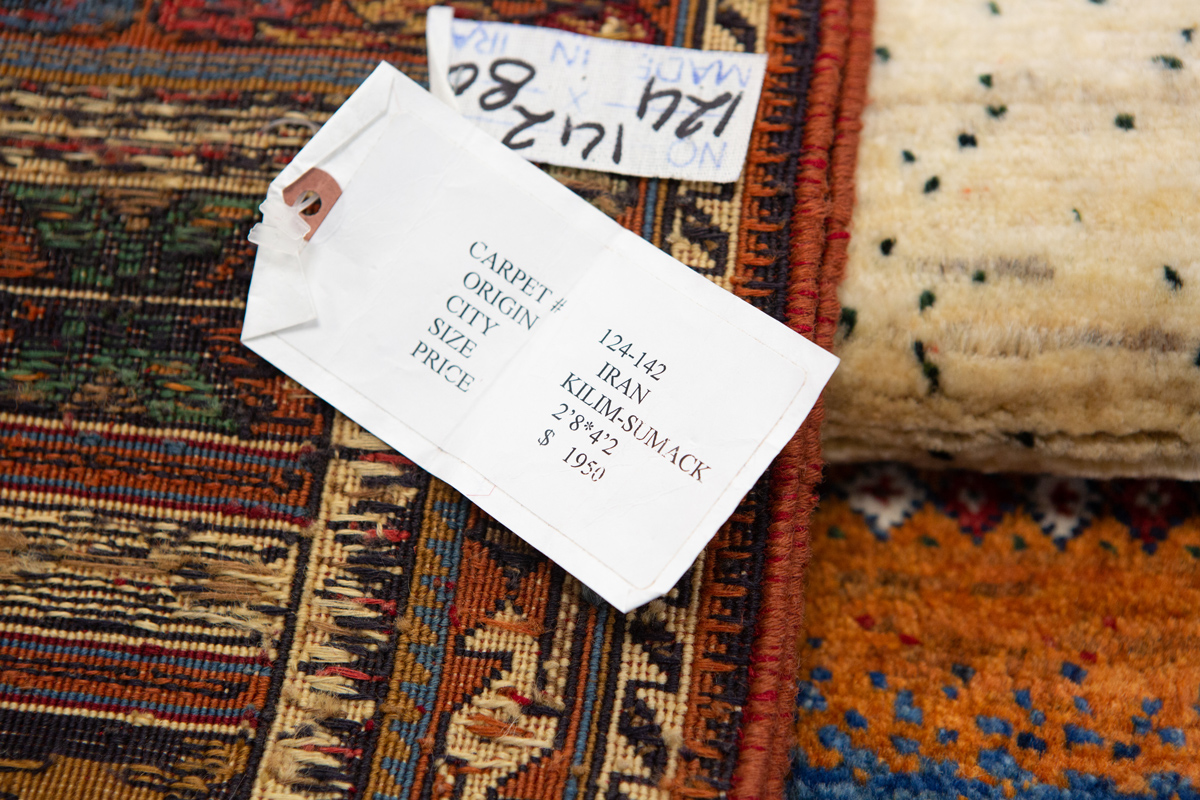 NO
142-80
124 - X -
MADE IN IRA
CARPET # 124-142
ORIGIN IRAN
CITY KILIM-SUMACK
SIZE 2'8*4'2
PRICE $ 1950